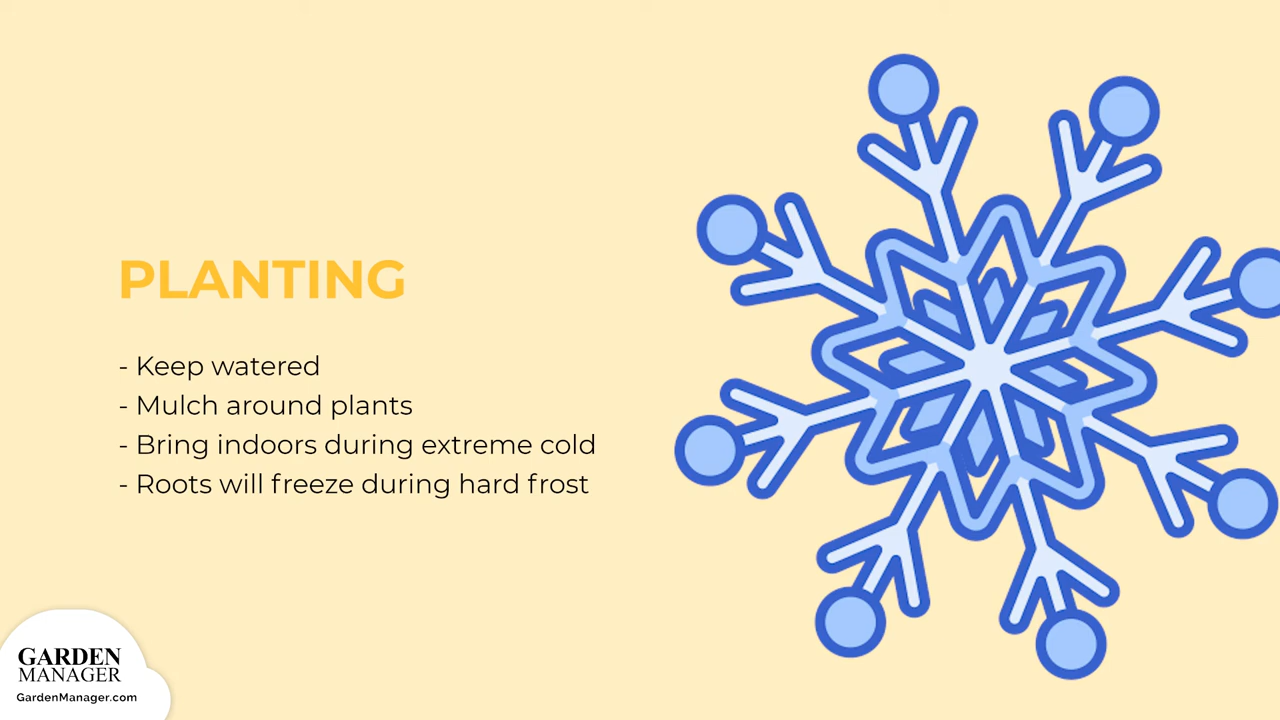 PLANTING
- Keep watered
- Mulch around plants
- Bring indoors during extreme cold
- Roots will freeze during hard frost
GARDEN
MANAGER
GardenManager.com